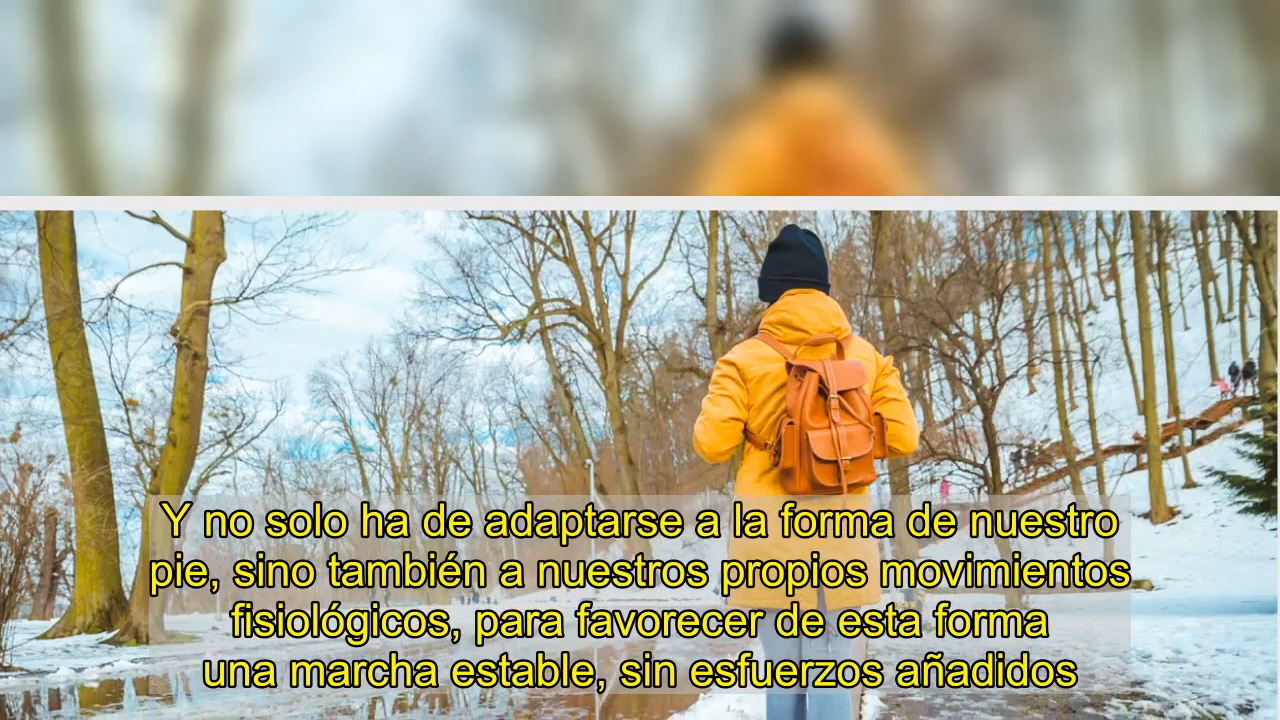 Y no solo ha de adaptarse a la forma de nuestro
pie, sino también a nuestros propios movimientos
fisiológicos, para favorecer de esta forma
una marcha estable, sin esfuerzos añadidos